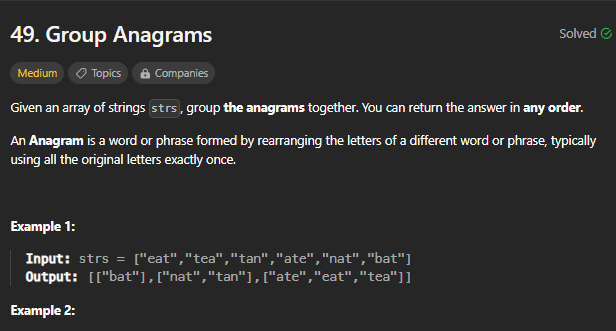 49. Group Anagrams
Solved
Medium
Topics
Companies
Given an array of strings strs, group the anagrams together. You can return the answer in any order.
An Anagram is a word or phrase formed by rearranging the letters of a different word or phrase, typically
using all the original letters exactly once.
Example 1:
Input: strs = ["eat","tea","tan","ate","nat","bat"]
Output: [["bat"],["nat","tan"],["ate","eat","tea"]]
Example 2: